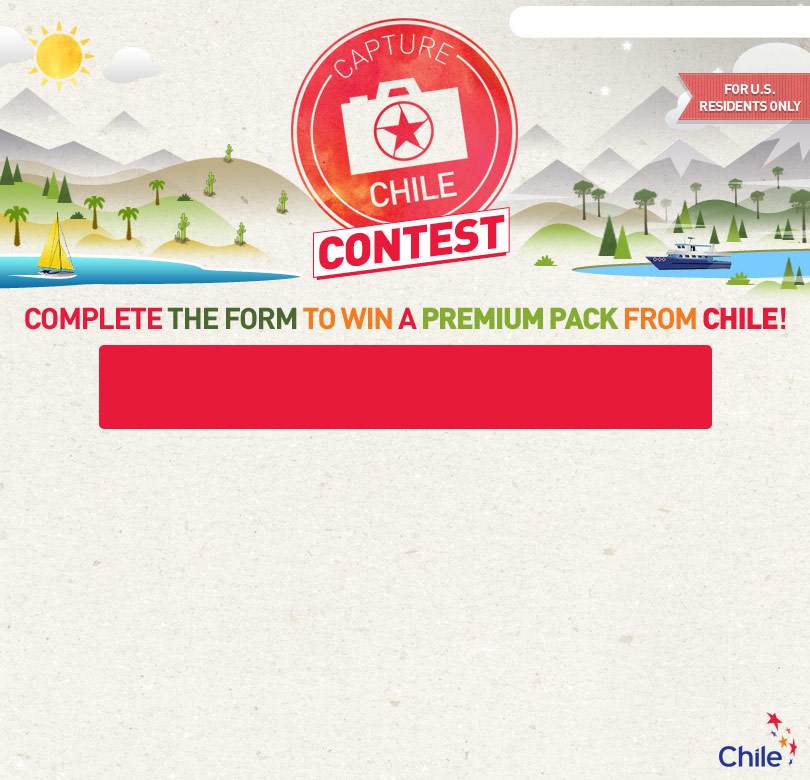 CAPTURE
CHILE
CONTEST
FOR U.S.
RESIDENTS ONLY
COMPLETE THE FORM TO WIN A PREMIUM PACK FROM CHILE!
Chile